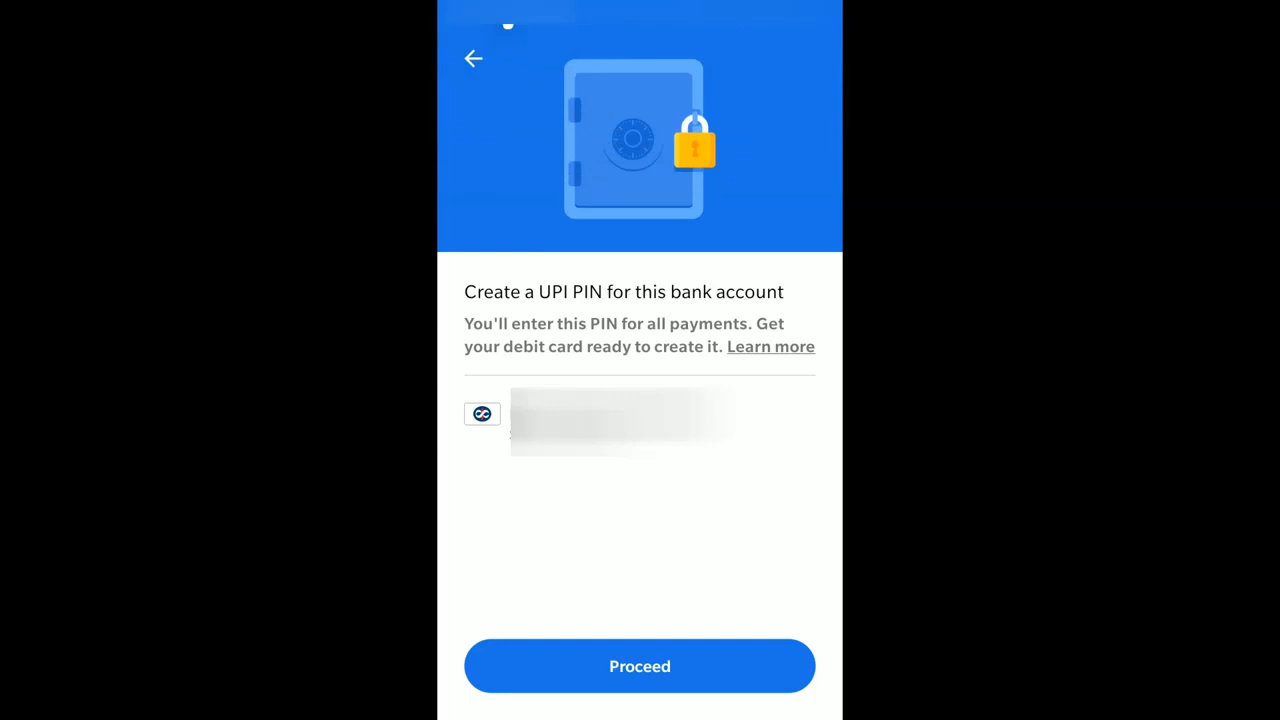 Create a UPI PIN for this bank account
You'll enter this PIN for all payments. Get
your debit card ready to create it. Learn more
Proceed